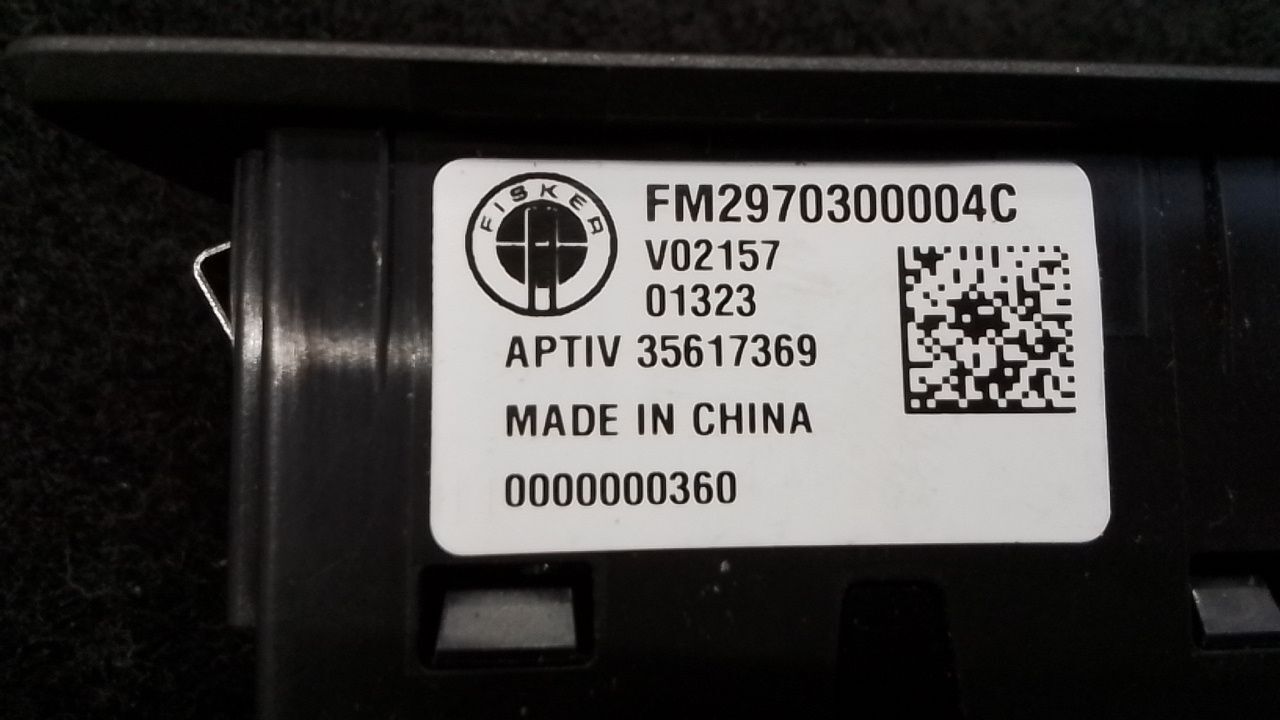 FISKER
FM2970300004C
V02157
01323
APTIV 35617369
MADE IN CHINA
0000000360